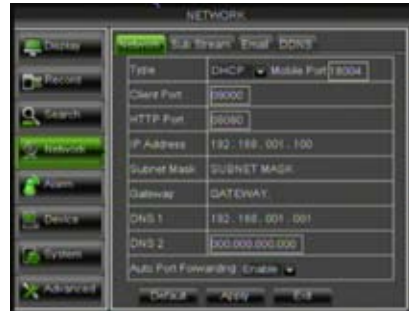 NETWORK
Display
Record
Search
Network
Alarm
Device
System
Advanced
Network Sub Stream Email DDNS
Type DHCP Mobile Port 18004
Client Port 09000
HTTP Port 08080
IP Address 192.168.001.100
Subnet Mask SUBNET MASK
Gateway GATEWAY.
DNS 1 192.168.001.001
DNS 2 000.000.000.000
Auto Port Forwarding Enable
Default Apply Exit